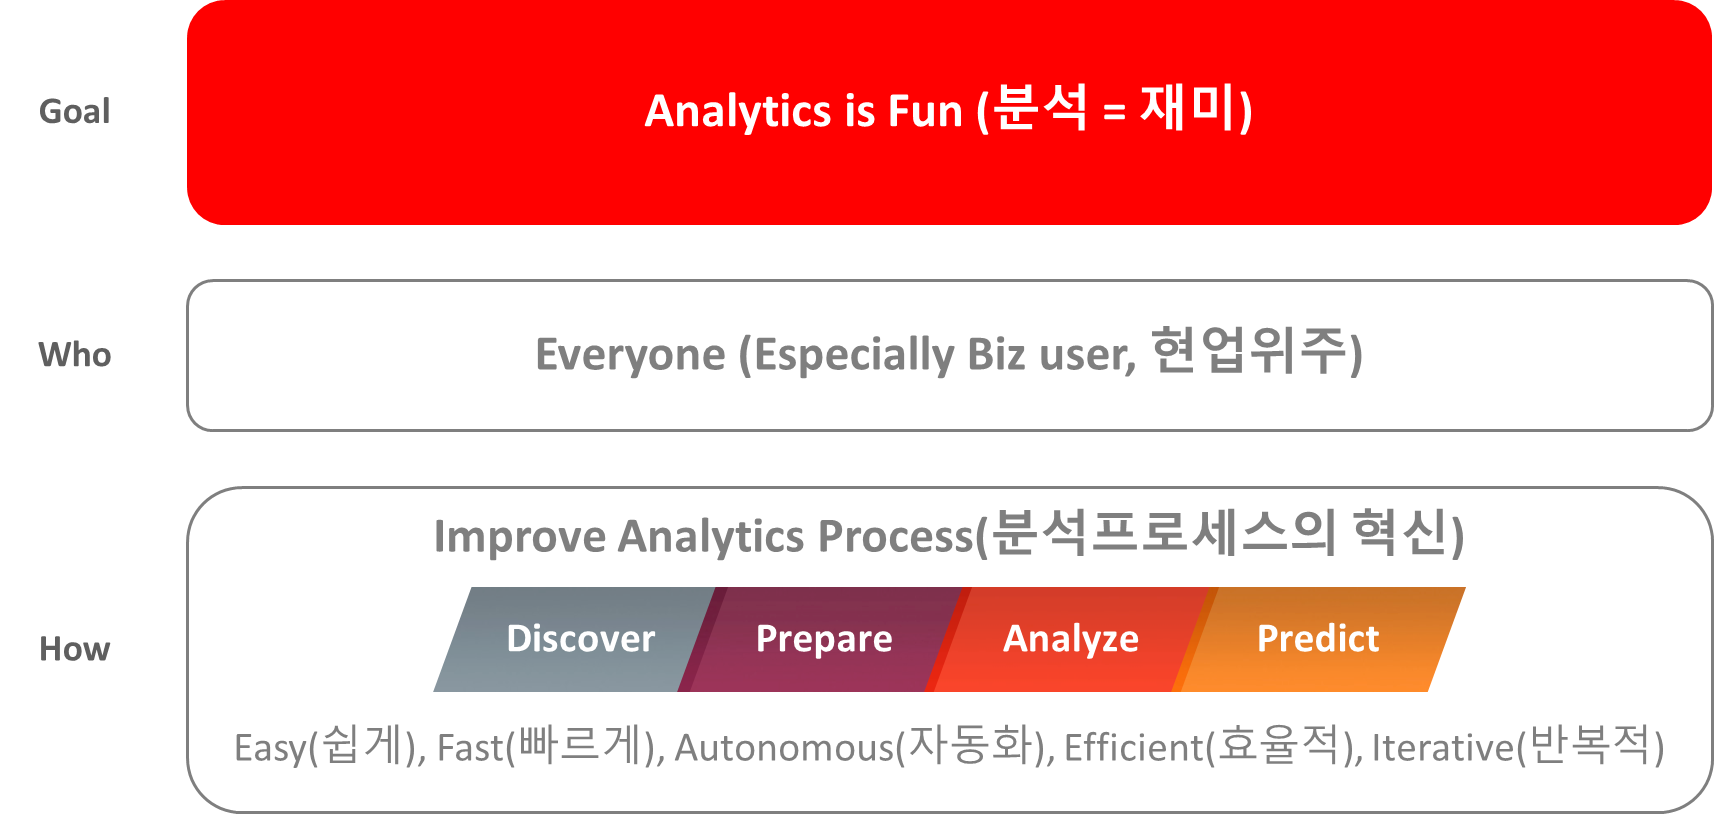 Goal
Analytics is Fun (분석 = 재미)
Who
Everyone (Especially Biz user, 현업위주)
How
Improve Analytics Process(분석프로세스의 혁신)
Discover
Prepare
Analyze
Predict
Easy(쉽게), Fast(빠르게), Autonomous(자동화), Efficient(효율적), Iterative(반복적)